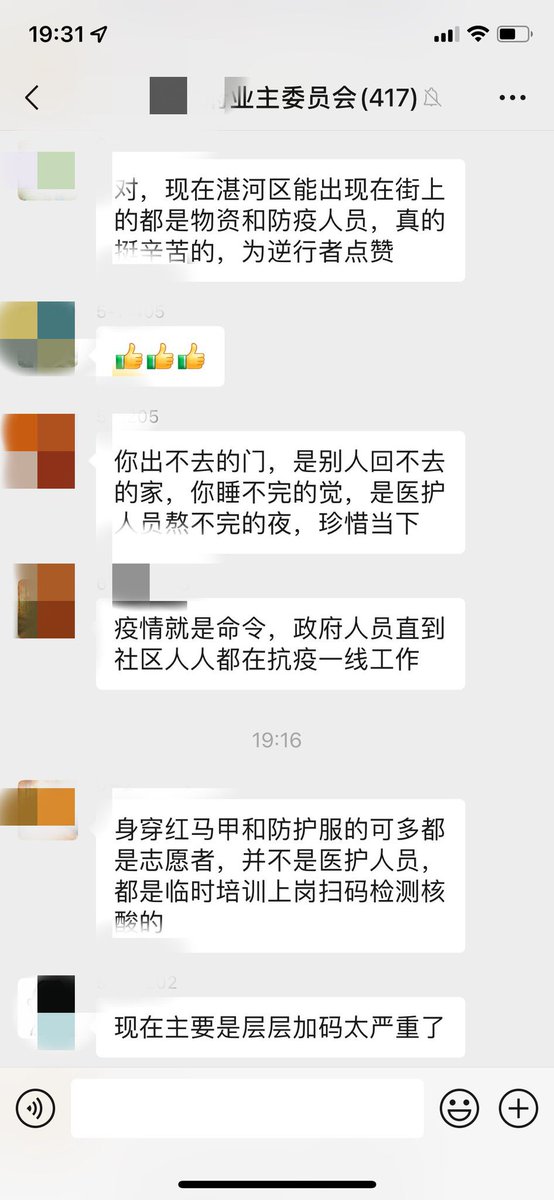 19:31
业主委员会(417)
对，现在湛河区能出现在街上
的都是物资和防疫人员，真的
挺辛苦的，为逆行者点赞
👍👍👍
你出不去的门，是别人回不去
的家，你睡不完的觉，是医护
人员熬不完的夜，珍惜当下
疫情就是命令，政府人员直到
社区人人都在抗疫一线工作
19:16
身穿红马甲和防护服的可多都
是志愿者，并不是医护人员，
都是临时培训上岗扫码检测核
酸的
现在主要是层层加码太严重了